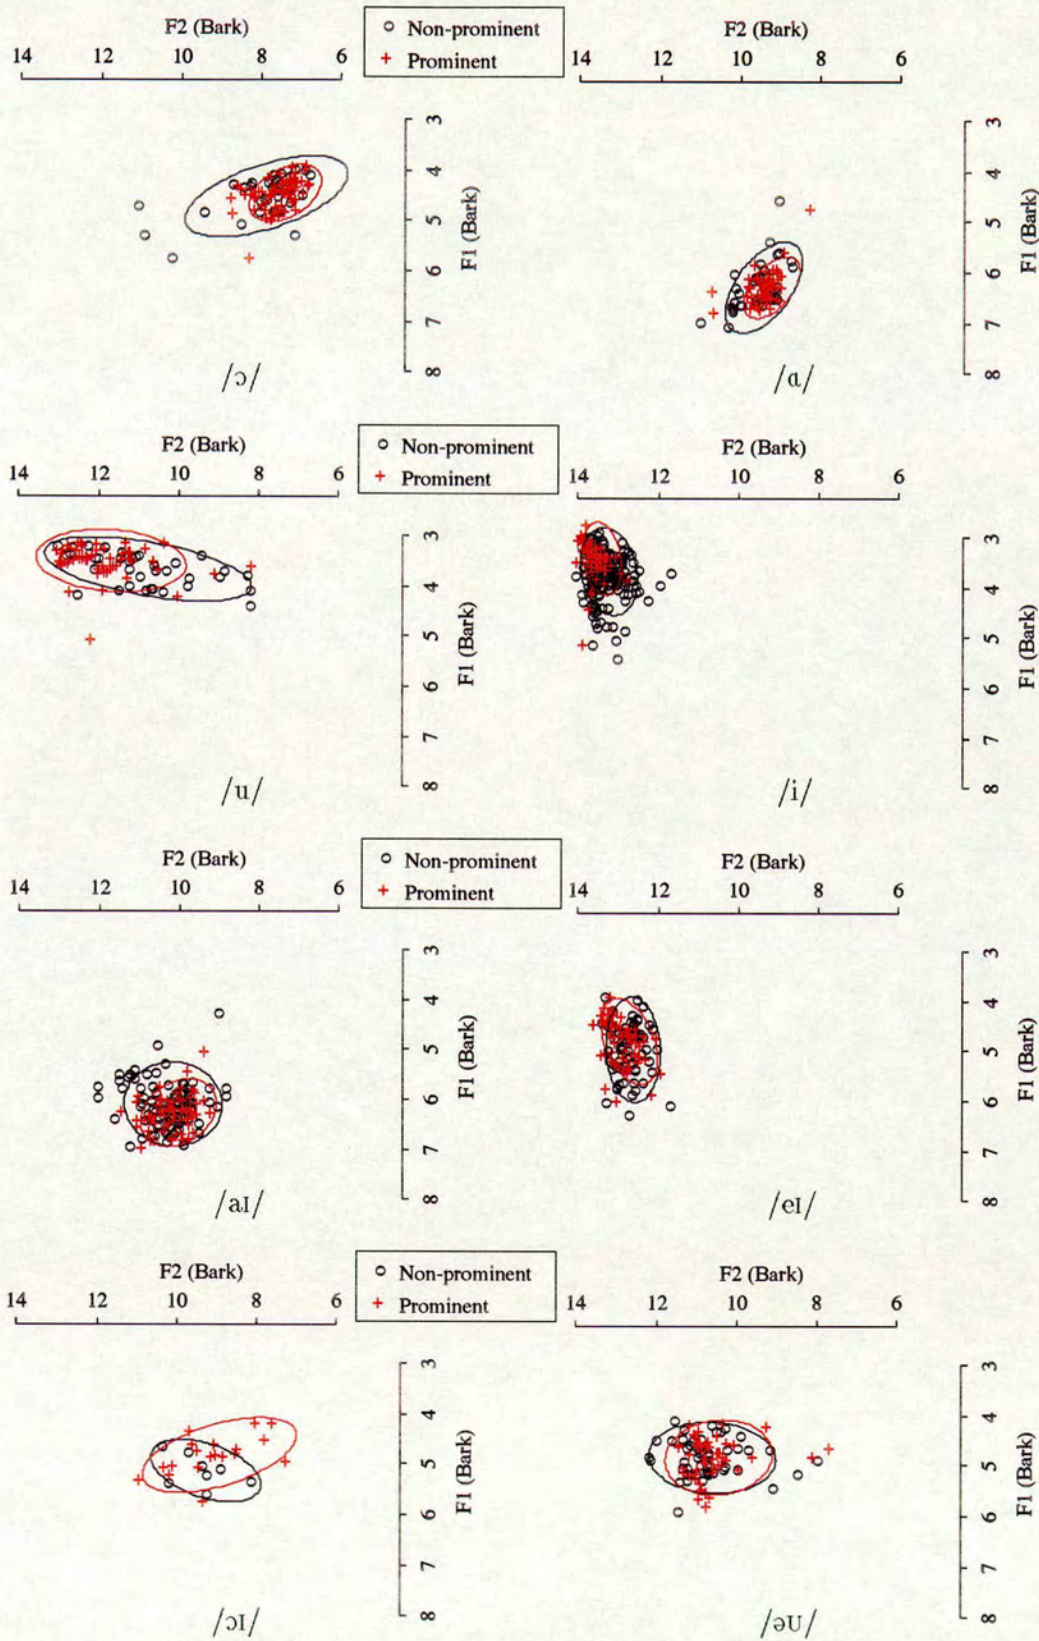 F2 (Bark)
14 12 10 8 6
Non-prominent
Prominent
F2 (Bark)
14 12 10 8 6
3 4 5 6 7 8
F1 (Bark)
/ɔ/
3 4 5 6 7 8
F1 (Bark)
/ɒ/
F2 (Bark)
14 12 10 8 6
Non-prominent
Prominent
F2 (Bark)
14 12 10 8 6
3 4 5 6 7 8
F1 (Bark)
/u/
3 4 5 6 7 8
F1 (Bark)
/i/
F2 (Bark)
14 12 10 8 6
Non-prominent
Prominent
F2 (Bark)
14 12 10 8 6
3 4 5 6 7 8
F1 (Bark)
/aɪ/
3 4 5 6 7 8
F1 (Bark)
/eɪ/
F2 (Bark)
14 12 10 8 6
Non-prominent
Prominent
F2 (Bark)
14 12 10 8 6
3 4 5 6 7 8
F1 (Bark)
/ɔɪ/
3 4 5 6 7 8
F1 (Bark)
/əu/